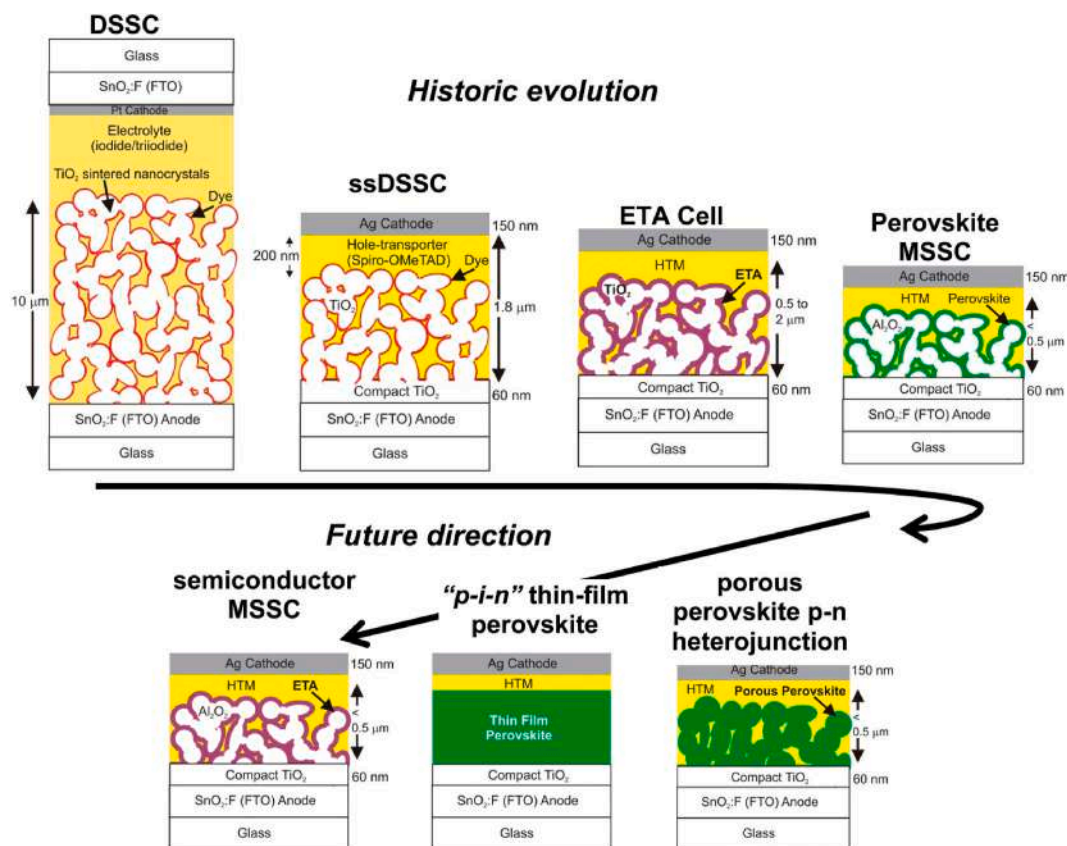 DSSC
Glass
SnO₂:F (FTO)
Pt Cathode
Electrolyte
(iodide/triiodide)
TiO₂ sintered nanocrystals
Dye
10 μm
SnO₂:F (FTO) Anode
Glass
Historic evolution
ssDSSC
Ag Cathode
150 nm
200 nm
Hole-transporter
(Spiro-OMeTAD)
Dye
TiO₂
1.8 μm
Compact TiO₂
60 nm
SnO₂:F (FTO) Anode
Glass
ETA Cell
Ag Cathode
150 nm
HTM
ETA
TiO₂
0.5 to
2 μm
Compact TiO₂
60 nm
SnO₂:F (FTO) Anode
Glass
Perovskite
MSSC
Ag Cathode
150 nm
HTM
Perovskite
Al₂O₂
<
0.5 μm
60 nm
Compact TiO₂
SnO₂:F (FTO) Anode
Glass
Future direction
semiconductor
MSSC
Ag Cathode
150 nm
HTM
ETA
Al₂O₂
<
0.5 μm
Compact TiO₂
60 nm
SnO₂:F (FTO) Anode
Glass
"p-i-n" thin-film
perovskite
Ag Cathode
HTM
Thin Film
Perovskite
Compact TiO₂
SnO₂:F (FTO) Anode
Glass
porous
perovskite p-n
heterojunction
Ag Cathode
150 nm
HTM
Porous Perovskite
<
0.5 μm
Compact TiO₂
60 nm
SnO₂:F (FTO) Anode
Glass